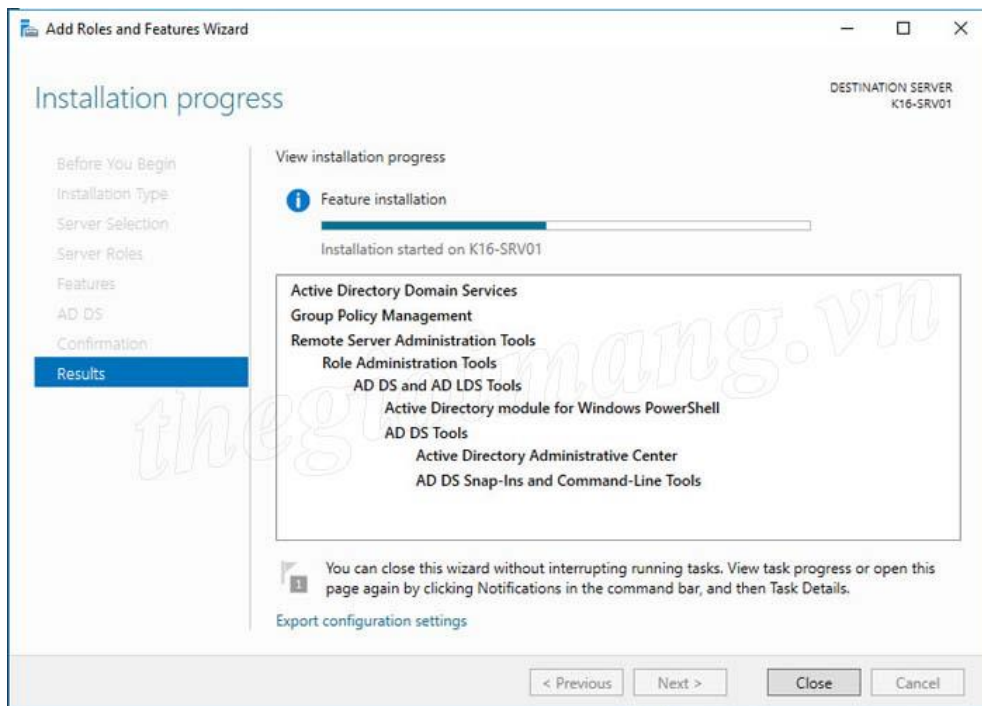 Add Roles and Features Wizard
Installation progress
DESTINATION SERVER
K16-SRV01
Before You Begin
Installation Type
Server Selection
Server Roles
Features
AD DS
Confirmation
Results
View installation progress
Feature installation
Installation started on K16-SRV01
Active Directory Domain Services
Group Policy Management
Remote Server Administration Tools
Role Administration Tools
AD DS and AD LDS Tools
Active Directory module for Windows PowerShell
AD DS Tools
Active Directory Administrative Center
AD DS Snap-Ins and Command-Line Tools
thegioimang.vn
1
You can close this wizard without interrupting running tasks. View task progress or open this
page again by clicking Notifications in the command bar, and then Task Details.
Export configuration settings
< Previous
Next >
Close
Cancel